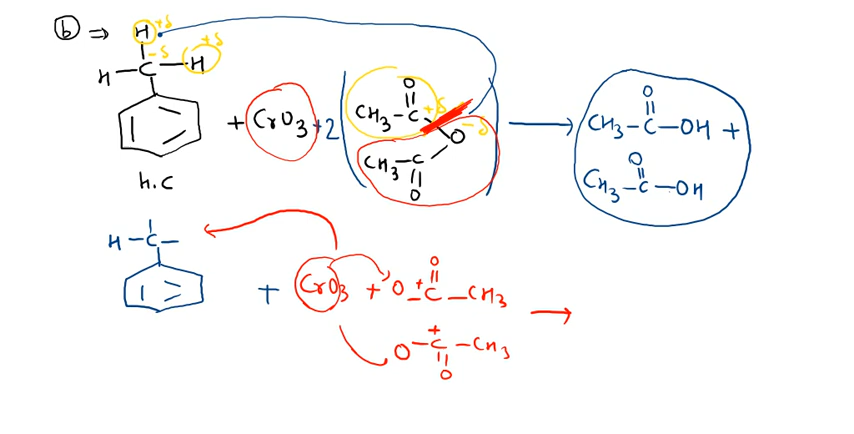 b ⇒
H +δ
-δ +δ
H – C – H
O
||
CH3 – C +δ
+ CrO3 + 2 O -δ →
CH3 – C
||
O
h.C
O
||
CH3 – C – OH +
O
||
CH3 – C – OH
H – C –
+ CrO3 + O – C+ – CH3 →
||
O
O – C+ – CH3
||
O